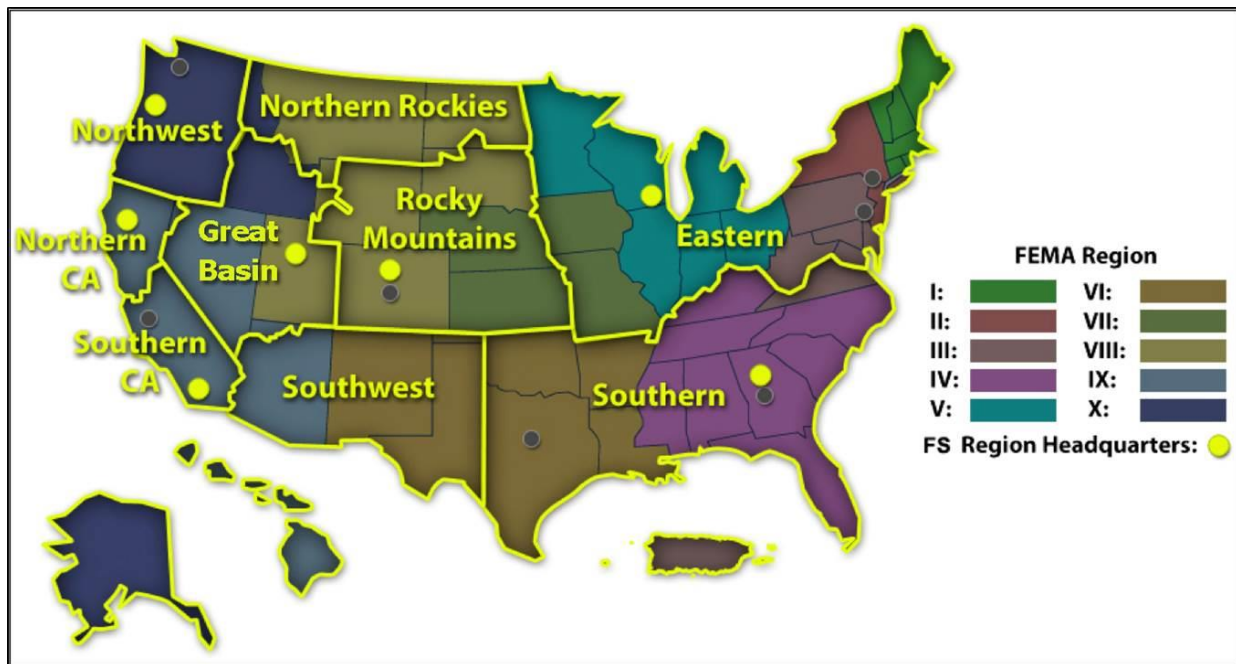 Northern Rockies
Northwest
Rocky
Mountains
Great
Basin
Northern
CA
Eastern
Southern
CA
Southwest
Southern
FEMA Region
I: VI:
II: VII:
III: VIII:
IV: IX:
V: X:
FS Region Headquarters: